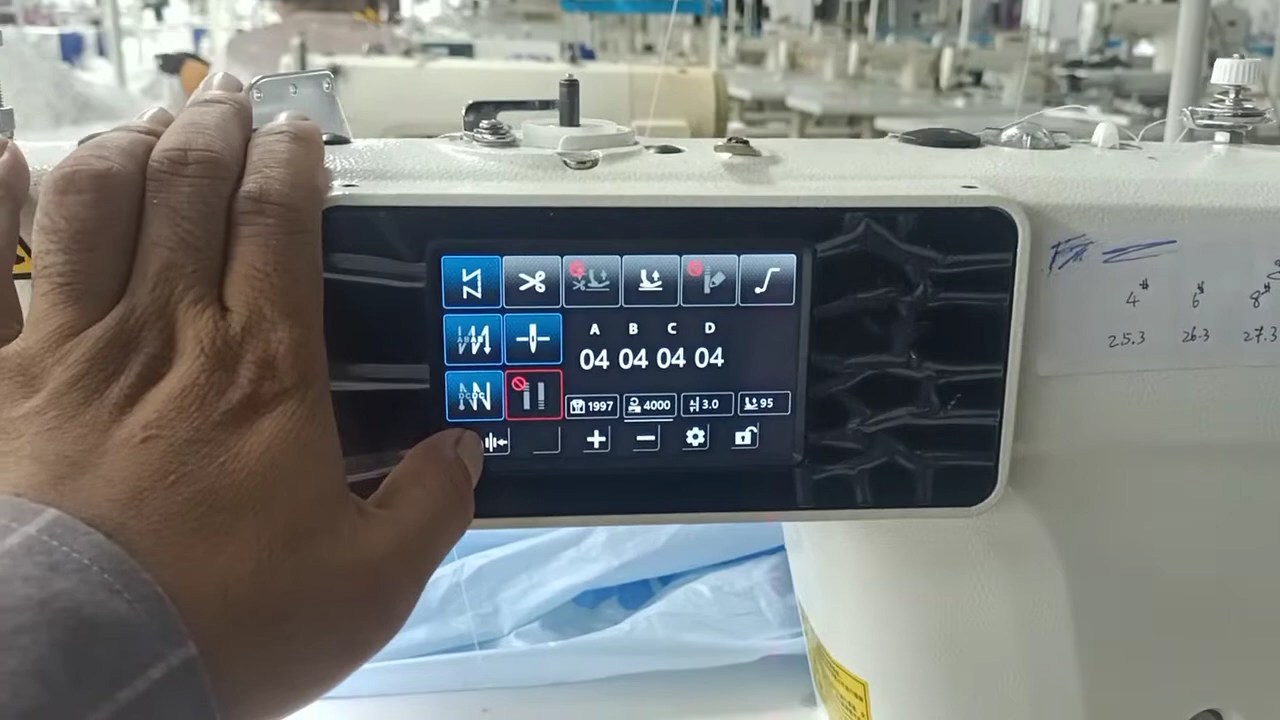 A B C D
04 04 04 04
1997 4000 3.0 95
4# 6# 8#
25.3 26.3 27.3